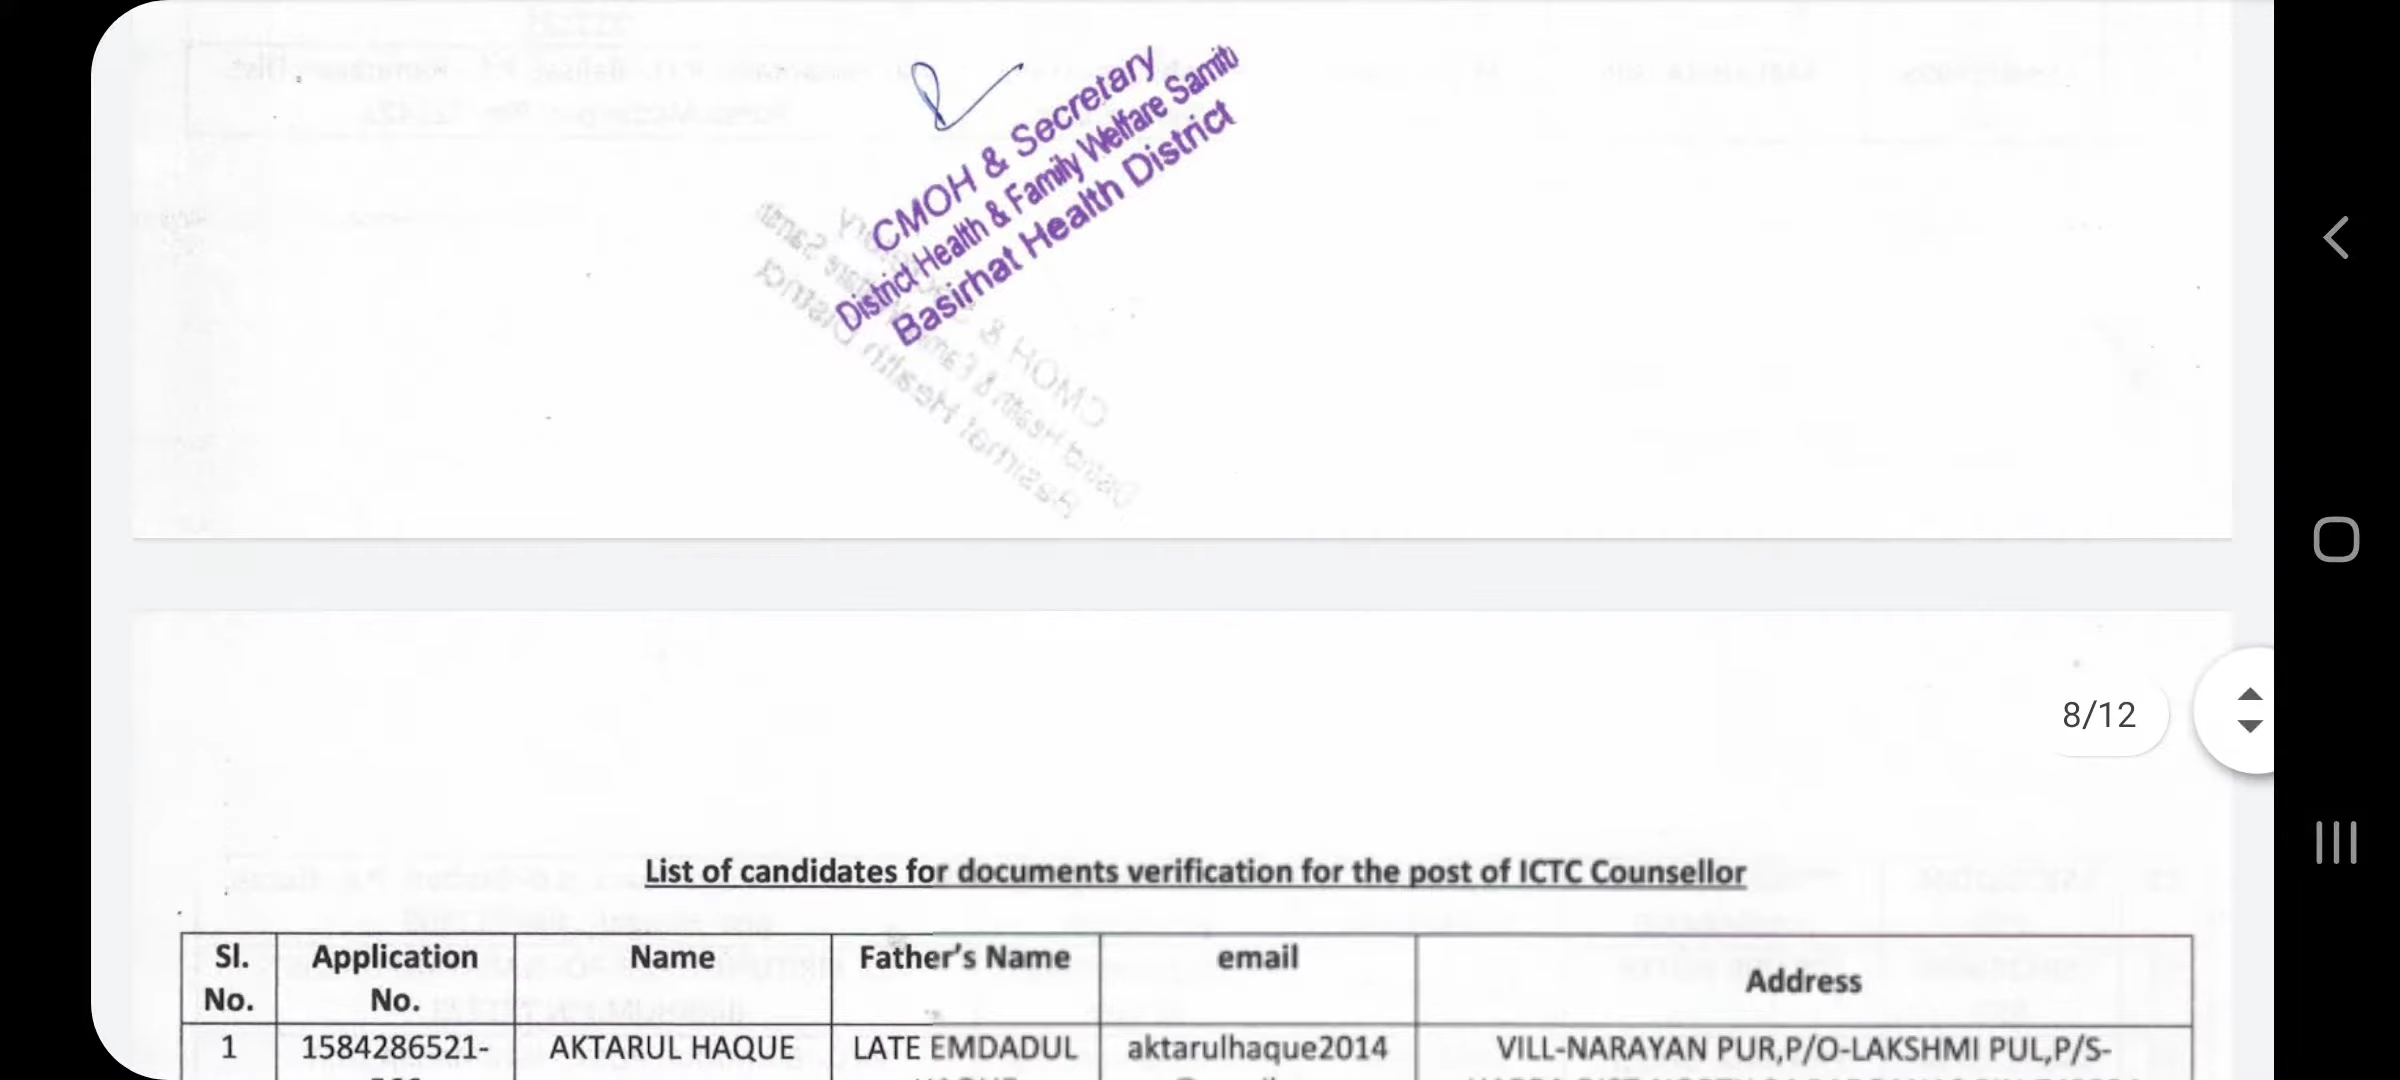 CMOH & Secretary
District Health & Family Welfare Samiti
Basirhat Health District
8/12
List of candidates for documents verification for the post of ICTC Counsellor
Sl. No. Application No. Name Father's Name email Address
1 1584286521- AKTARUL HAQUE LATE EMDADUL aktarulhaque2014 VILL-NARAYAN PUR,P/O-LAKSHMI PUL,P/S-